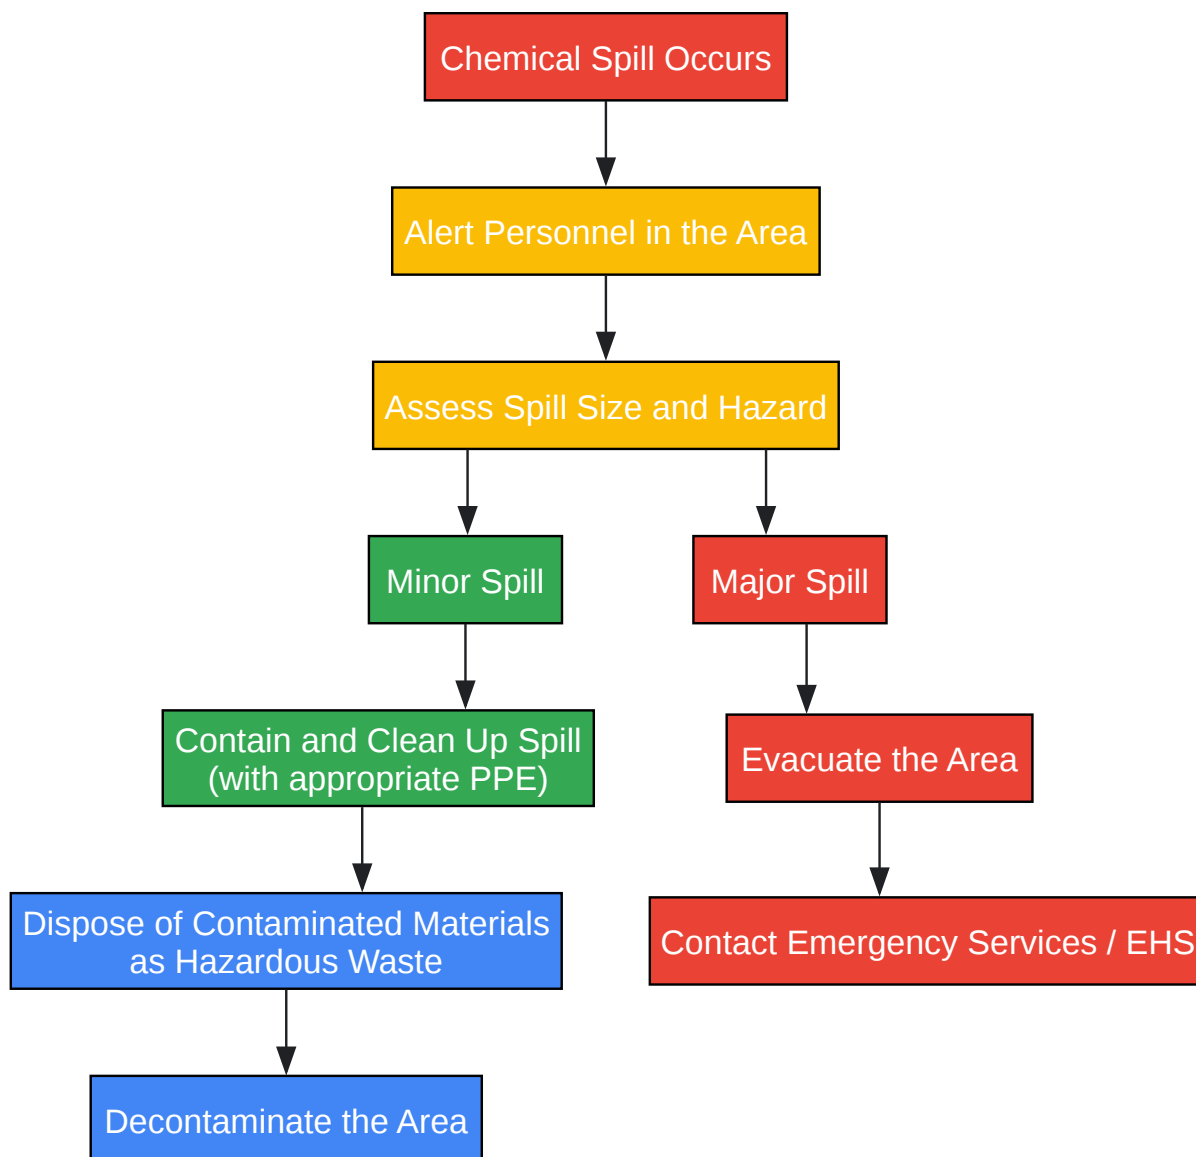 Chemical Spill Occurs
Alert Personnel in the Area
Assess Spill Size and Hazard
Minor Spill
Major Spill
Contain and Clean Up Spill
(with appropriate PPE)
Evacuate the Area
Dispose of Contaminated Materials
as Hazardous Waste
Contact Emergency Services / EHS
Decontaminate the Area